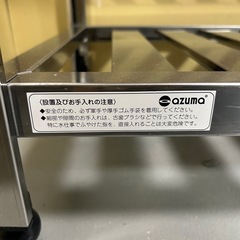 〈設置及びお手入れの注意〉
azuma
●安全のため、必ず軍手や厚手ゴム手袋を着用してください。
●細部や隙間のお手入れは、古歯ブラシなどで行ってください。
特に水仕事でふやけた指を、直接入れることは大変危険です。